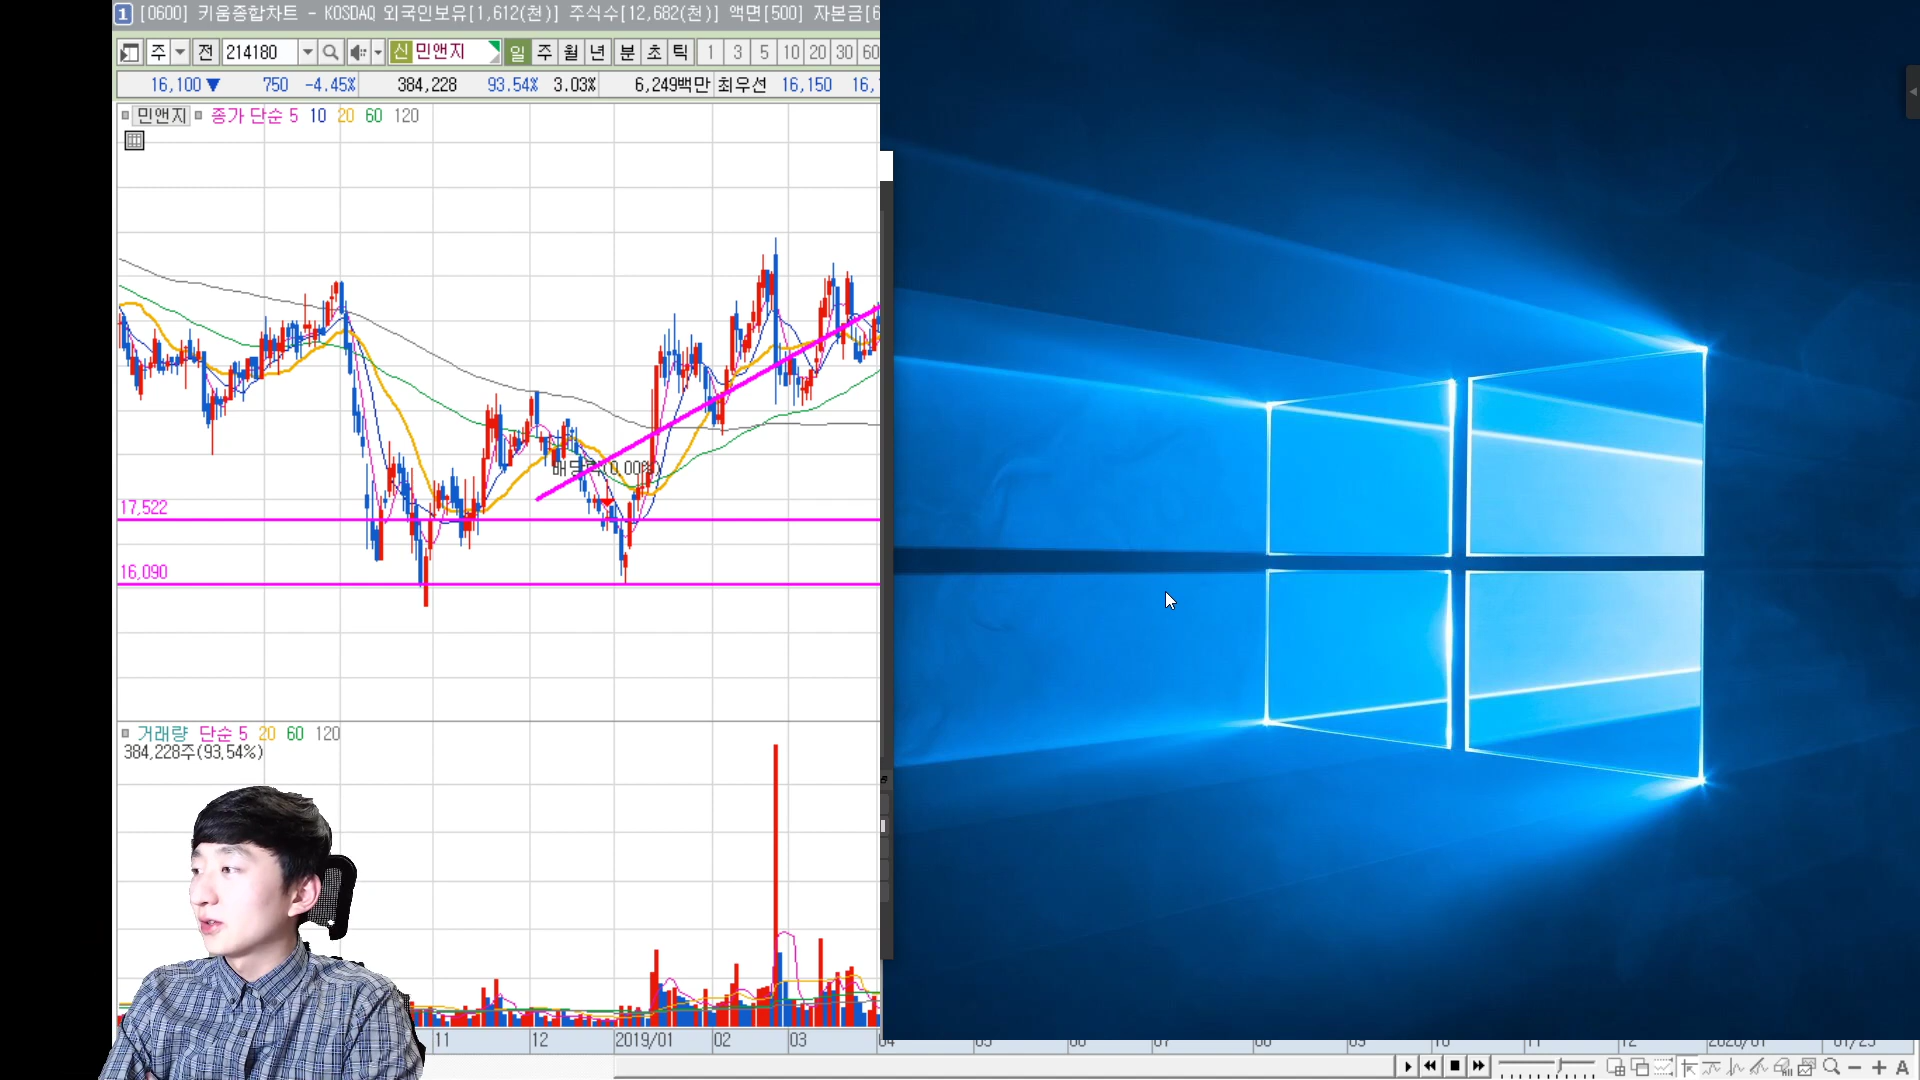 1 [0600] 키움종합차트 - KOSDAQ 외국인보유[1,612(천)] 주식수[12,682(천)] 액면[500] 자본금[6
주 전 214180 신 민앤지 일 주 월 년 분 초 틱 1 3 5 10 20 30 60
16,100▼ 750 -4.45% 384,228 93.54% 3.03% 6,249백만 최우선 16,150 16,
민앤지 종가 단순 5 10 20 60 120
17,522
16,090
거래량 단순 5 20 60 120
384,228주(93,54%)
11 12 2019/01 02 03 04
A